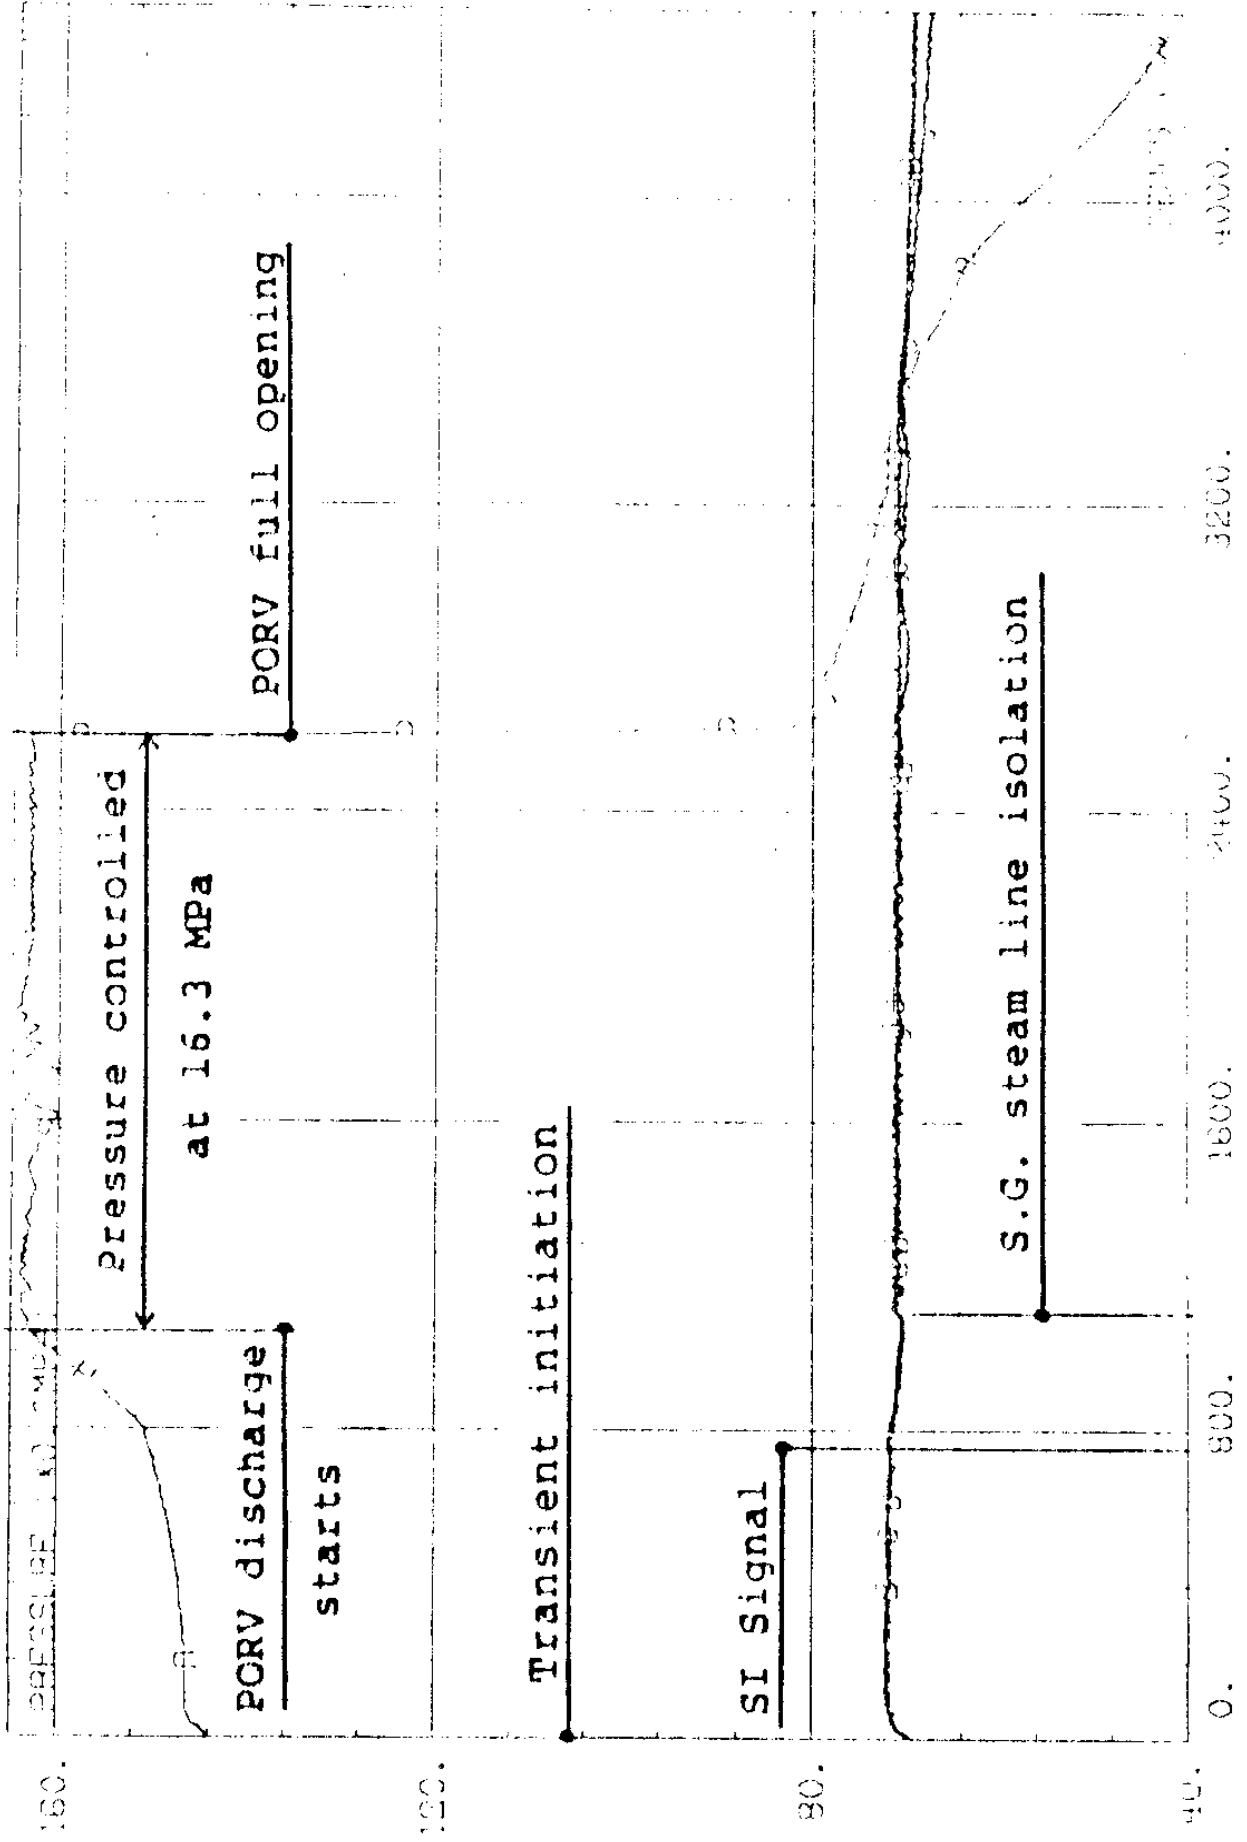 160.
120.
80.
40.
0.
800.
1600.
2400.
3200.
4000.
Pressure controlled
at 16.3 MPa
PORV discharge
starts
PORV full opening
Transient initiation
SI Signal
S.G. steam line isolation